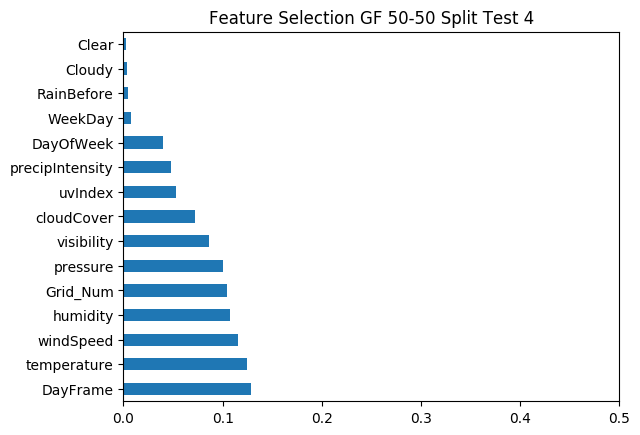 Feature Selection GF 50-50 Split Test 4
Clear
Cloudy
RainBefore
WeekDay
DayOfWeek
precipIntensity
uvIndex
cloudCover
visibility
pressure
Grid_Num
humidity
windSpeed
temperature
DayFrame
0.0 0.1 0.2 0.3 0.4 0.5